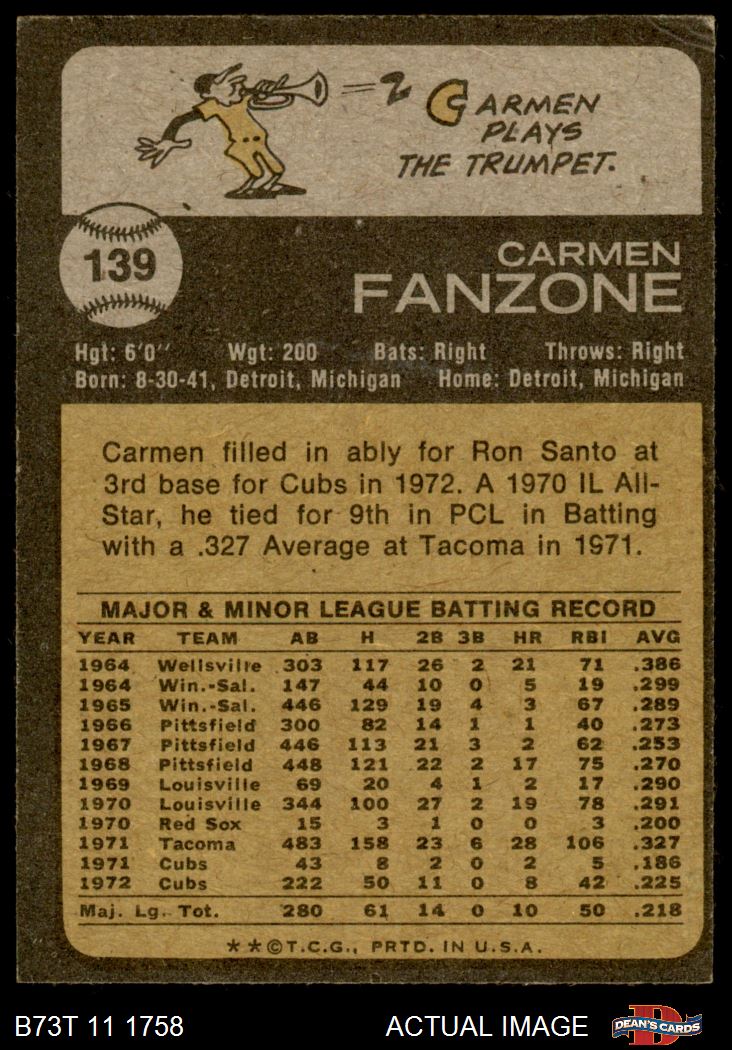 CARMEN
PLAYS
THE TRUMPET.
139
CARMEN
FANZONE
Hgt: 6'0'' Wgt: 200 Bats: Right Throws: Right
Born: 8-30-41, Detroit, Michigan Home: Detroit, Michigan
Carmen filled in ably for Ron Santo at
3rd base for Cubs in 1972. A 1970 IL All-
Star, he tied for 9th in PCL in Batting
with a .327 Average at Tacoma in 1971.
MAJOR & MINOR LEAGUE BATTING RECORD
YEAR TEAM AB H 2B 3B HR RBI AVG
1964 Wellsville 303 117 26 2 21 71 .386
1964 Win.-Sal. 147 44 10 0 5 19 .299
1965 Win.-Sal. 446 129 19 4 3 67 .289
1966 Pittsfield 300 82 14 1 1 40 .273
1967 Pittsfield 446 113 21 3 2 62 .253
1968 Pittsfield 448 121 22 2 17 75 .270
1969 Louisville 69 20 4 1 2 17 .290
1970 Louisville 344 100 27 2 19 78 .291
1970 Red Sox 15 3 1 0 0 3 .200
1971 Tacoma 483 158 23 6 28 106 .327
1971 Cubs 43 8 2 0 2 5 .186
1972 Cubs 222 50 11 0 8 42 .225
Maj. Lg. Tot. 280 61 14 0 10 50 .218
**©T.C.G., PRTD. IN U.S.A.
B73T 11 1758 ACTUAL IMAGE DEAN'S CARDS